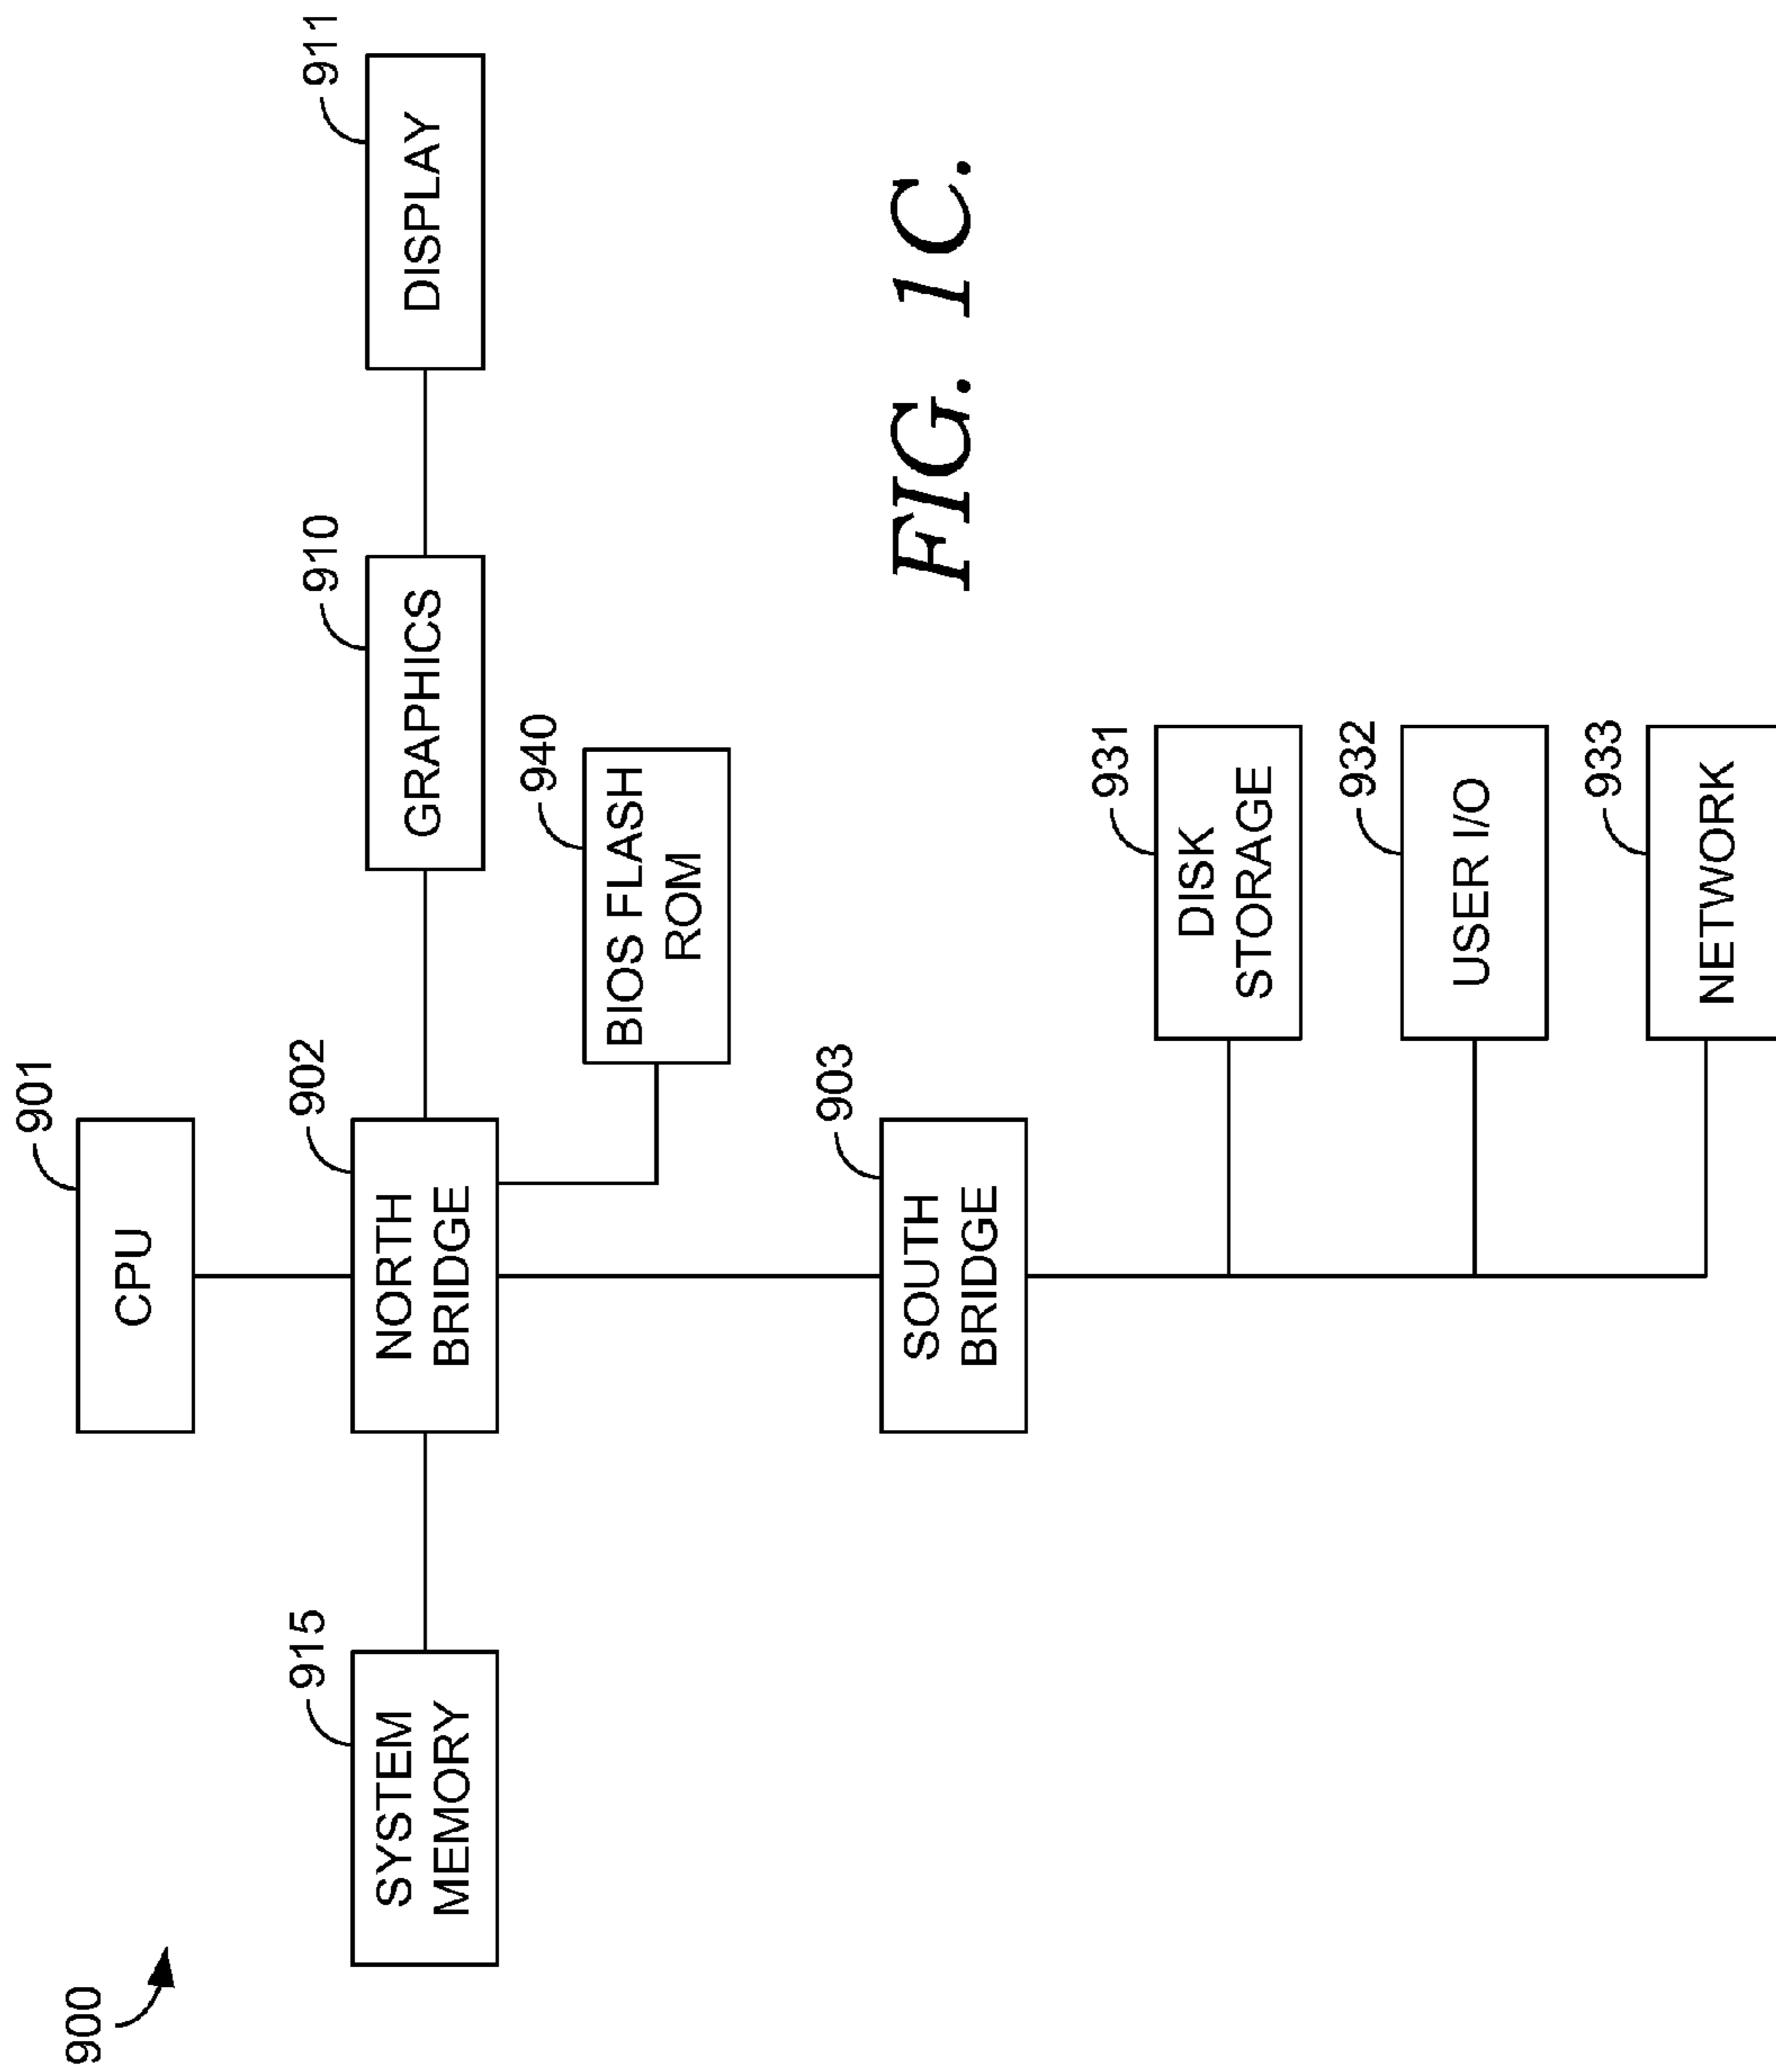 900
901
CPU
915
SYSTEM
MEMORY
902
NORTH
BRIDGE
910
GRAPHICS
911
DISPLAY
940
BIOS FLASH
ROM
903
SOUTH
BRIDGE
931
DISK
STORAGE
932
USER I/O
933
NETWORK
FIG. 1C.